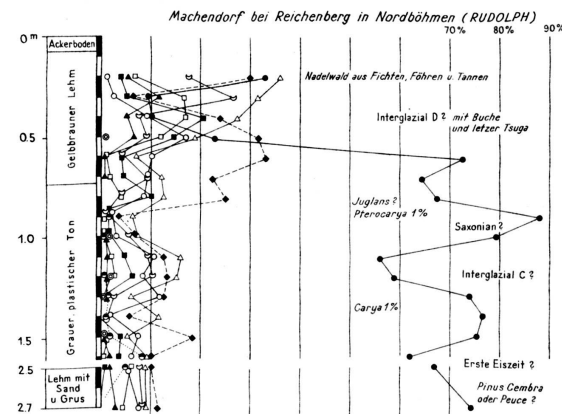 Machendorf bei Reichenberg in Nordböhmen (RUDOLPH)
0 m
70% 80% 90%
Ackerboden
Gelbbrauner Lehm
Nadelwald aus Fichten, Föhren u. Tannen
Interglazial D ? mit Buche
und letzer Tsuga
0.5
Juglans ?
Pterocarya 1%
Saxonian ?
1.0
Grauer, plastischer Ton
Interglazial C ?
Carya 1%
1.5
Erste Eiszeit ?
2.5
Lehm mit
Sand
u Grus
Pinus Cembra
oder Peuce ?
2.7